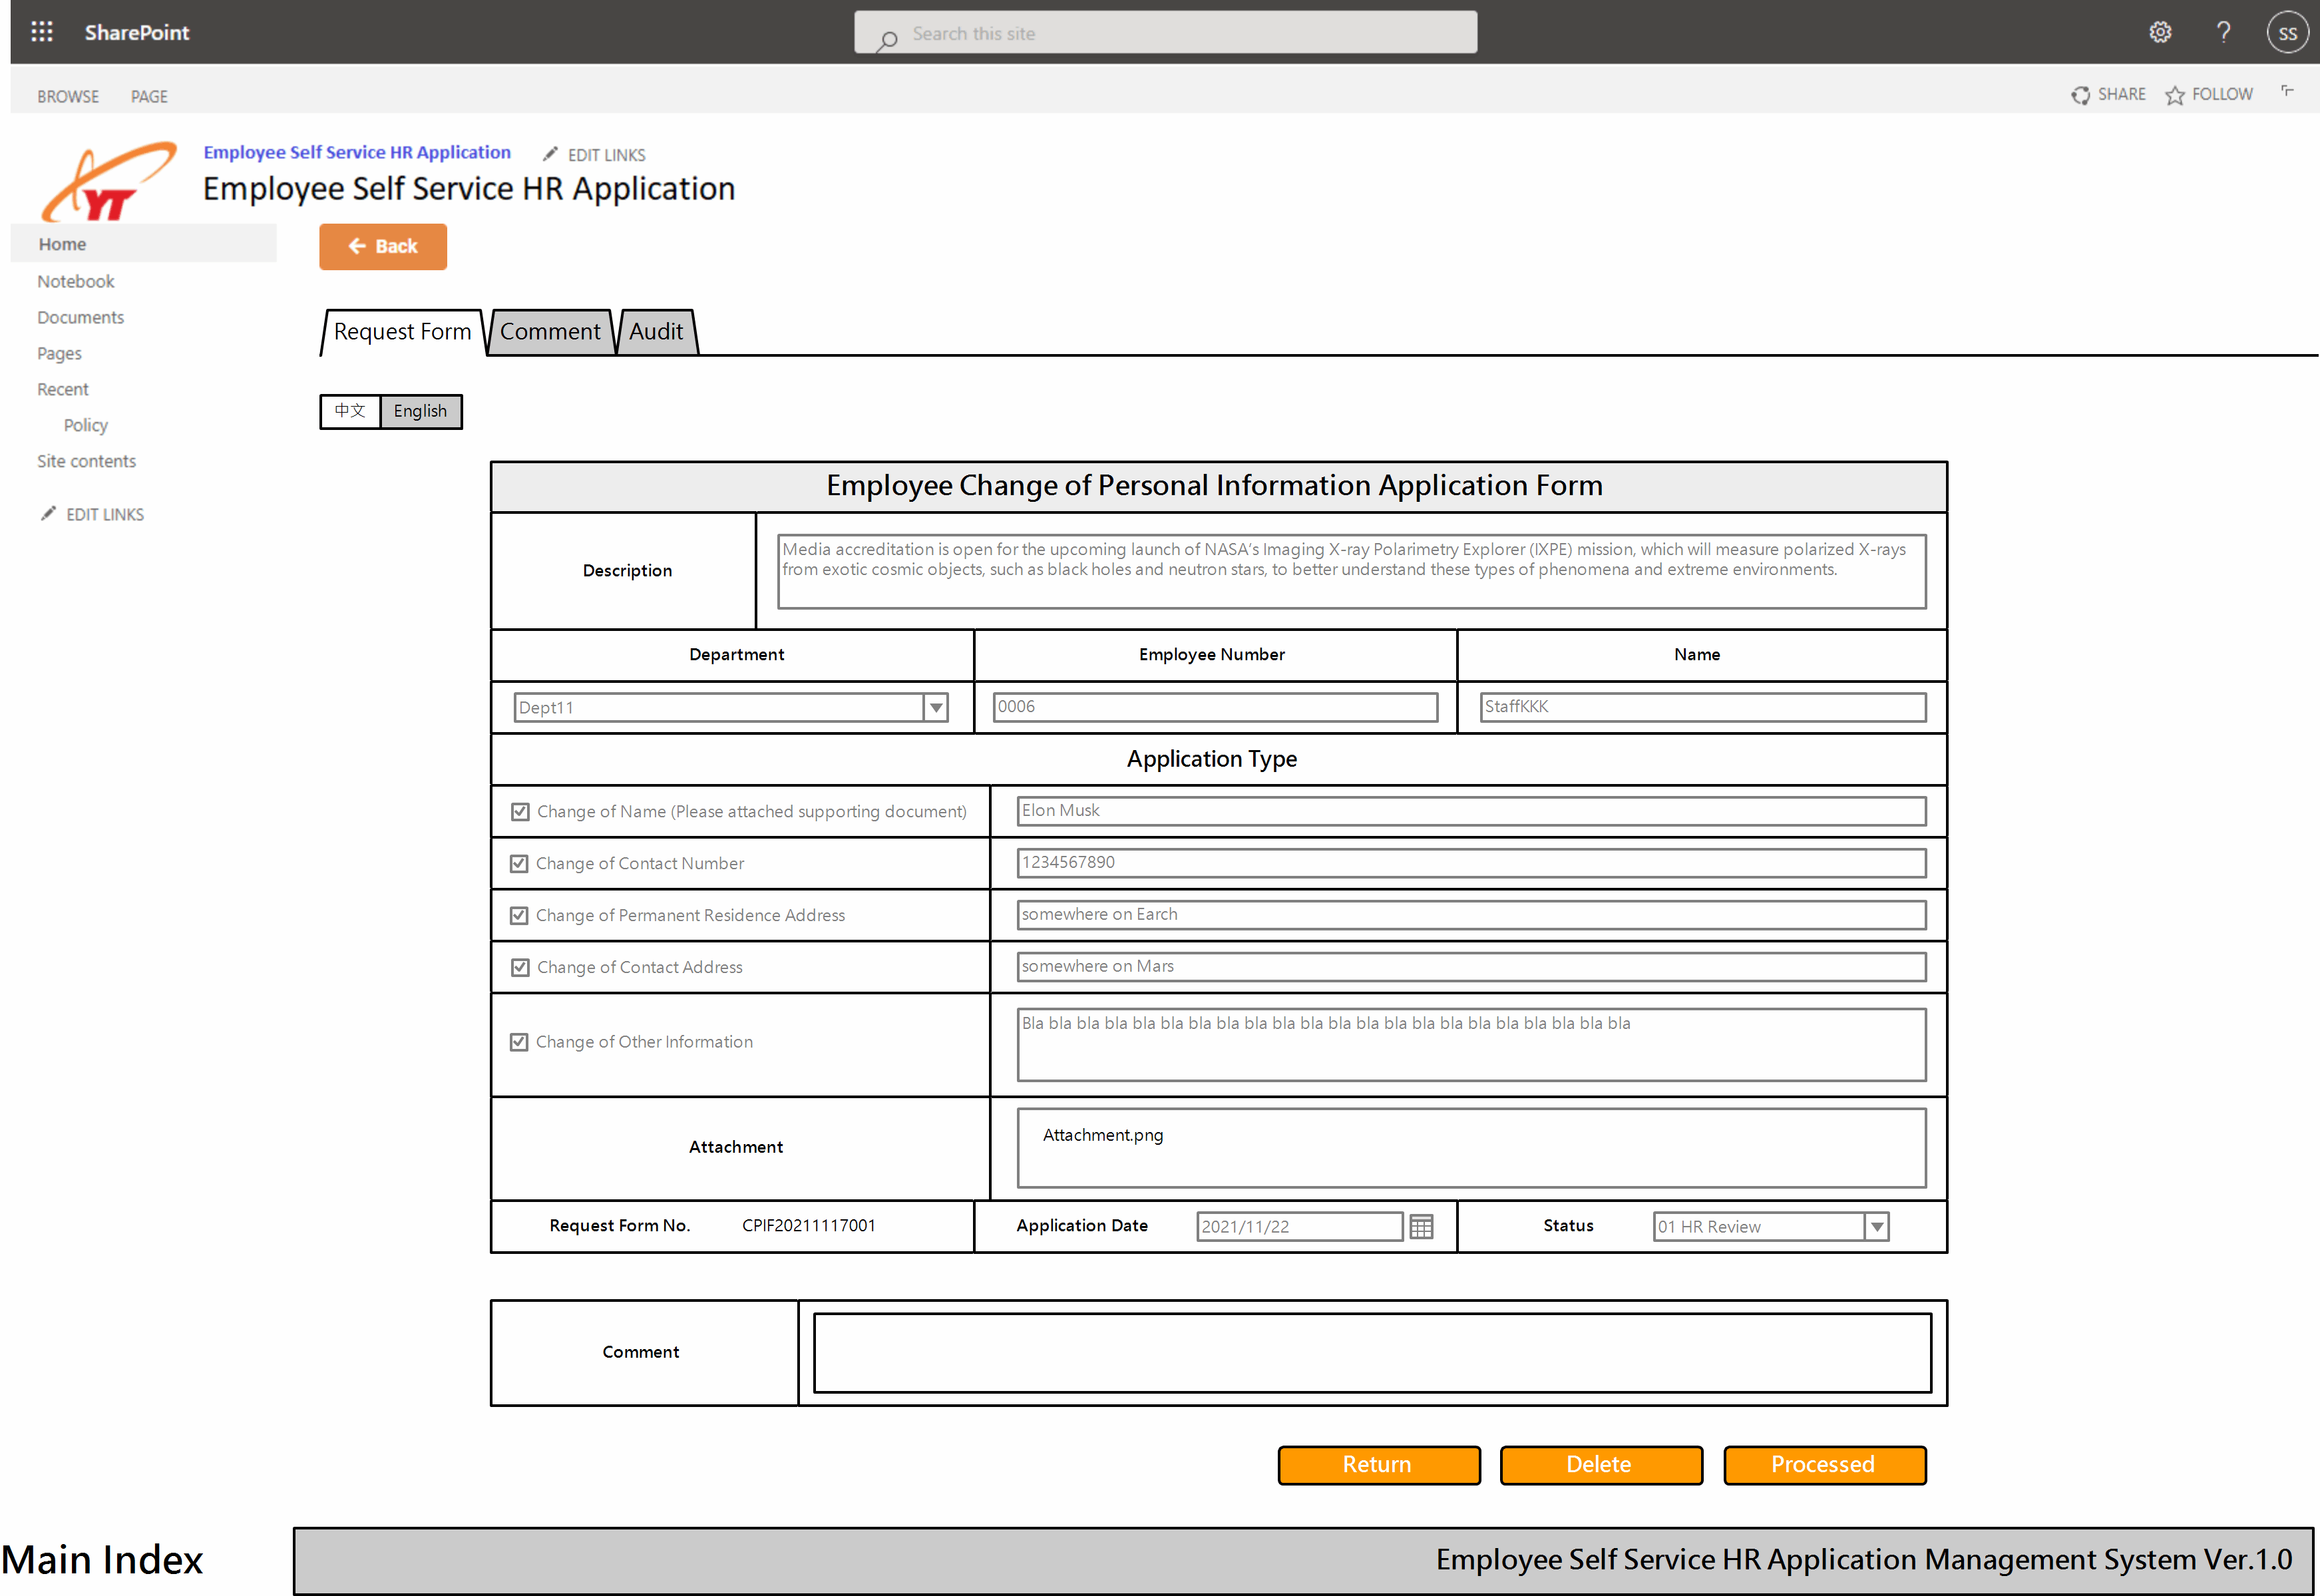 SharePoint
Search this site
SS
BROWSE PAGE
SHARE FOLLOW
YT
Employee Self Service HR Application EDIT LINKS
Employee Self Service HR Application
Home
Notebook
Documents
Pages
Recent
Policy
Site contents
EDIT LINKS
Back
Request Form Comment Audit
中文 English
Employee Change of Personal Information Application Form
Description
Media accreditation is open for the upcoming launch of NASA’s Imaging X-ray Polarimetry Explorer (IXPE) mission, which will measure polarized X-rays
from exotic cosmic objects, such as black holes and neutron stars, to better understand these types of phenomena and extreme environments.
Department Employee Number Name
Dept11 0006 StaffKKK
Application Type
Change of Name (Please attached supporting document) Elon Musk
Change of Contact Number 1234567890
Change of Permanent Residence Address somewhere on Earch
Change of Contact Address somewhere on Mars
Change of Other Information Bla bla bla bla bla bla bla bla bla bla bla bla bla bla bla bla bla bla bla bla bla bla
Attachment Attachment.png
Request Form No. CPIF20211117001 Application Date 2021/11/22 Status 01 HR Review
Comment
Return Delete Processed
Main Index Employee Self Service HR Application Management System Ver.1.0